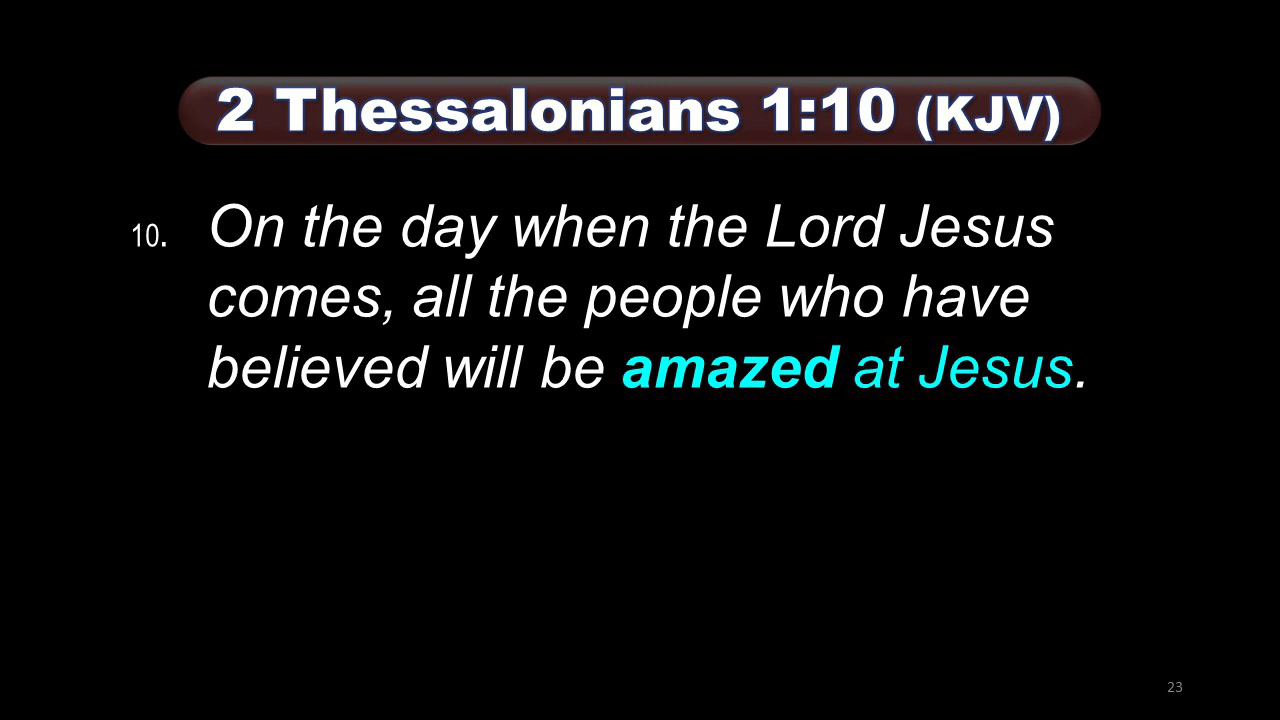 2 Thessalonians 1:10 (KJV)
10. On the day when the Lord Jesus
comes, all the people who have
believed will be amazed at Jesus.
23